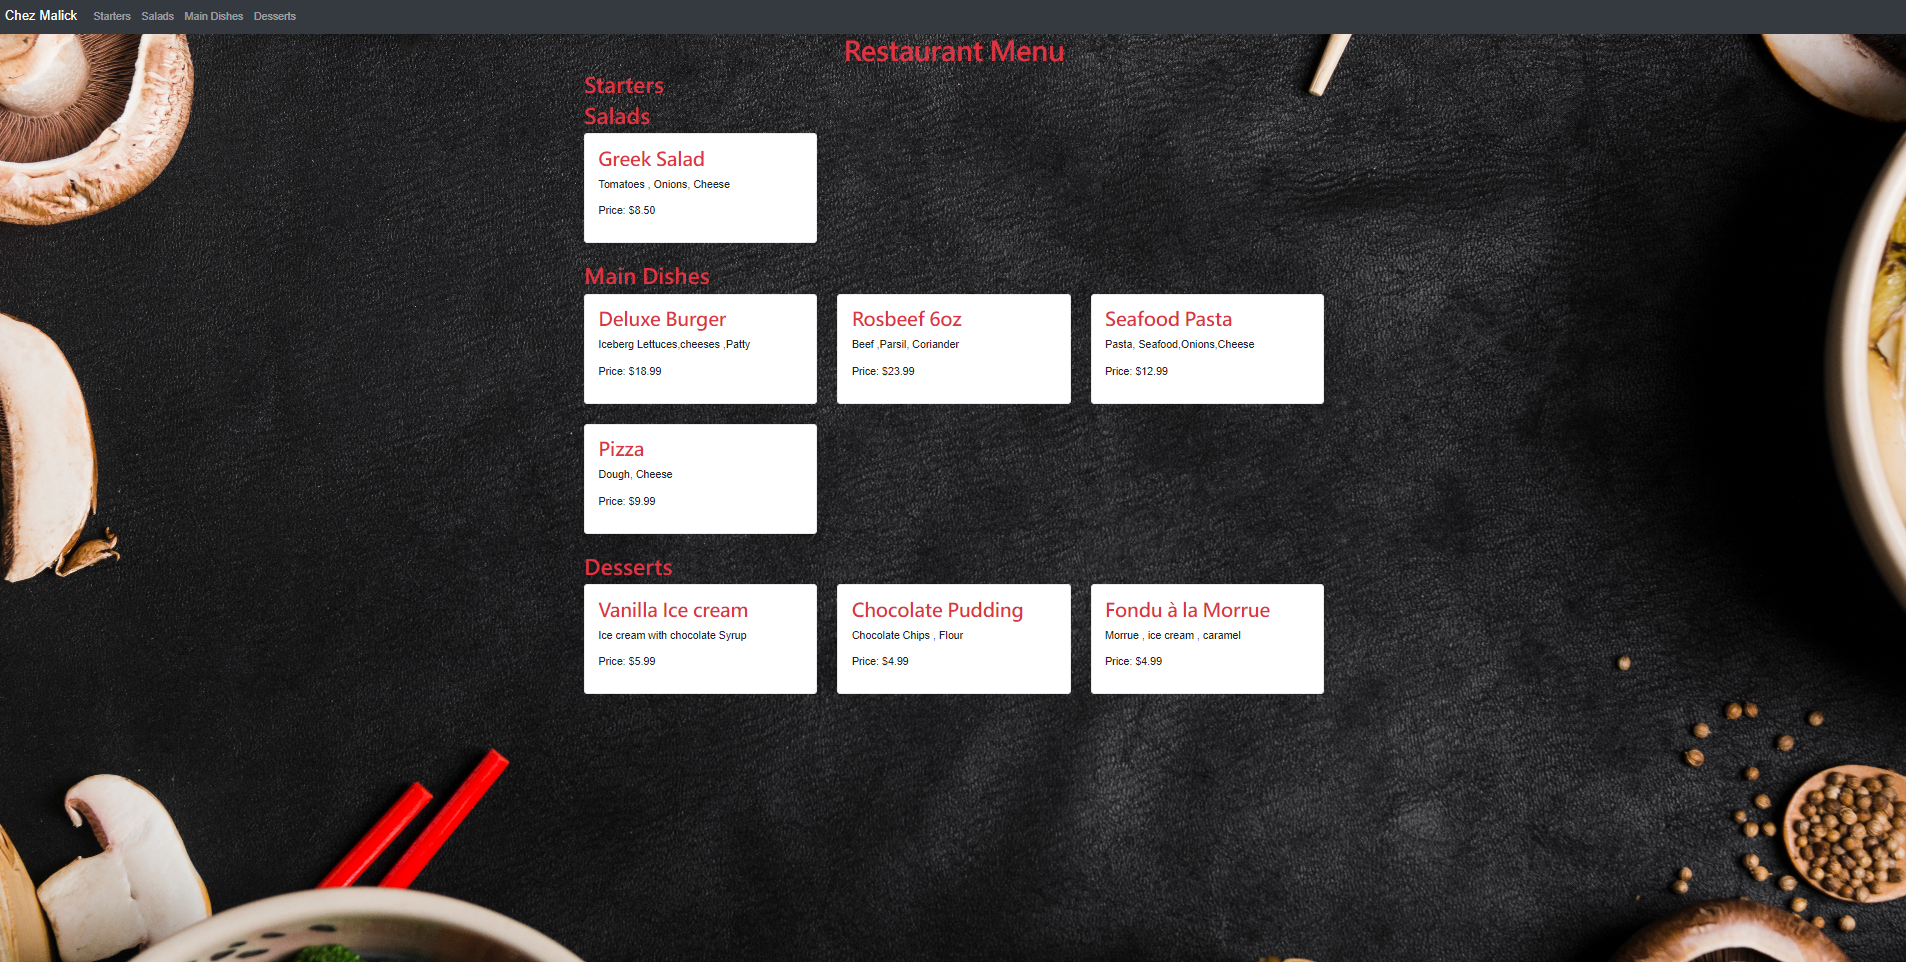 Chez Malick Starters Salads Main Dishes Desserts
Restaurant Menu
Starters
Salads
Greek Salad
Tomatoes , Onions, Cheese
Price: $8.50
Main Dishes
Deluxe Burger
Iceberg Lettuces,cheeses ,Patty
Price: $18.99
Rosbeef 6oz
Beef ,Parsil, Coriander
Price: $23.99
Seafood Pasta
Pasta, Seafood,Onions,Cheese
Price: $12.99
Pizza
Dough, Cheese
Price: $9.99
Desserts
Vanilla Ice cream
Ice cream with chocolate Syrup
Price: $5.99
Chocolate Pudding
Chocolate Chips , Flour
Price: $4.99
Fondu à la Morrue
Morrue , ice cream , caramel
Price: $4.99